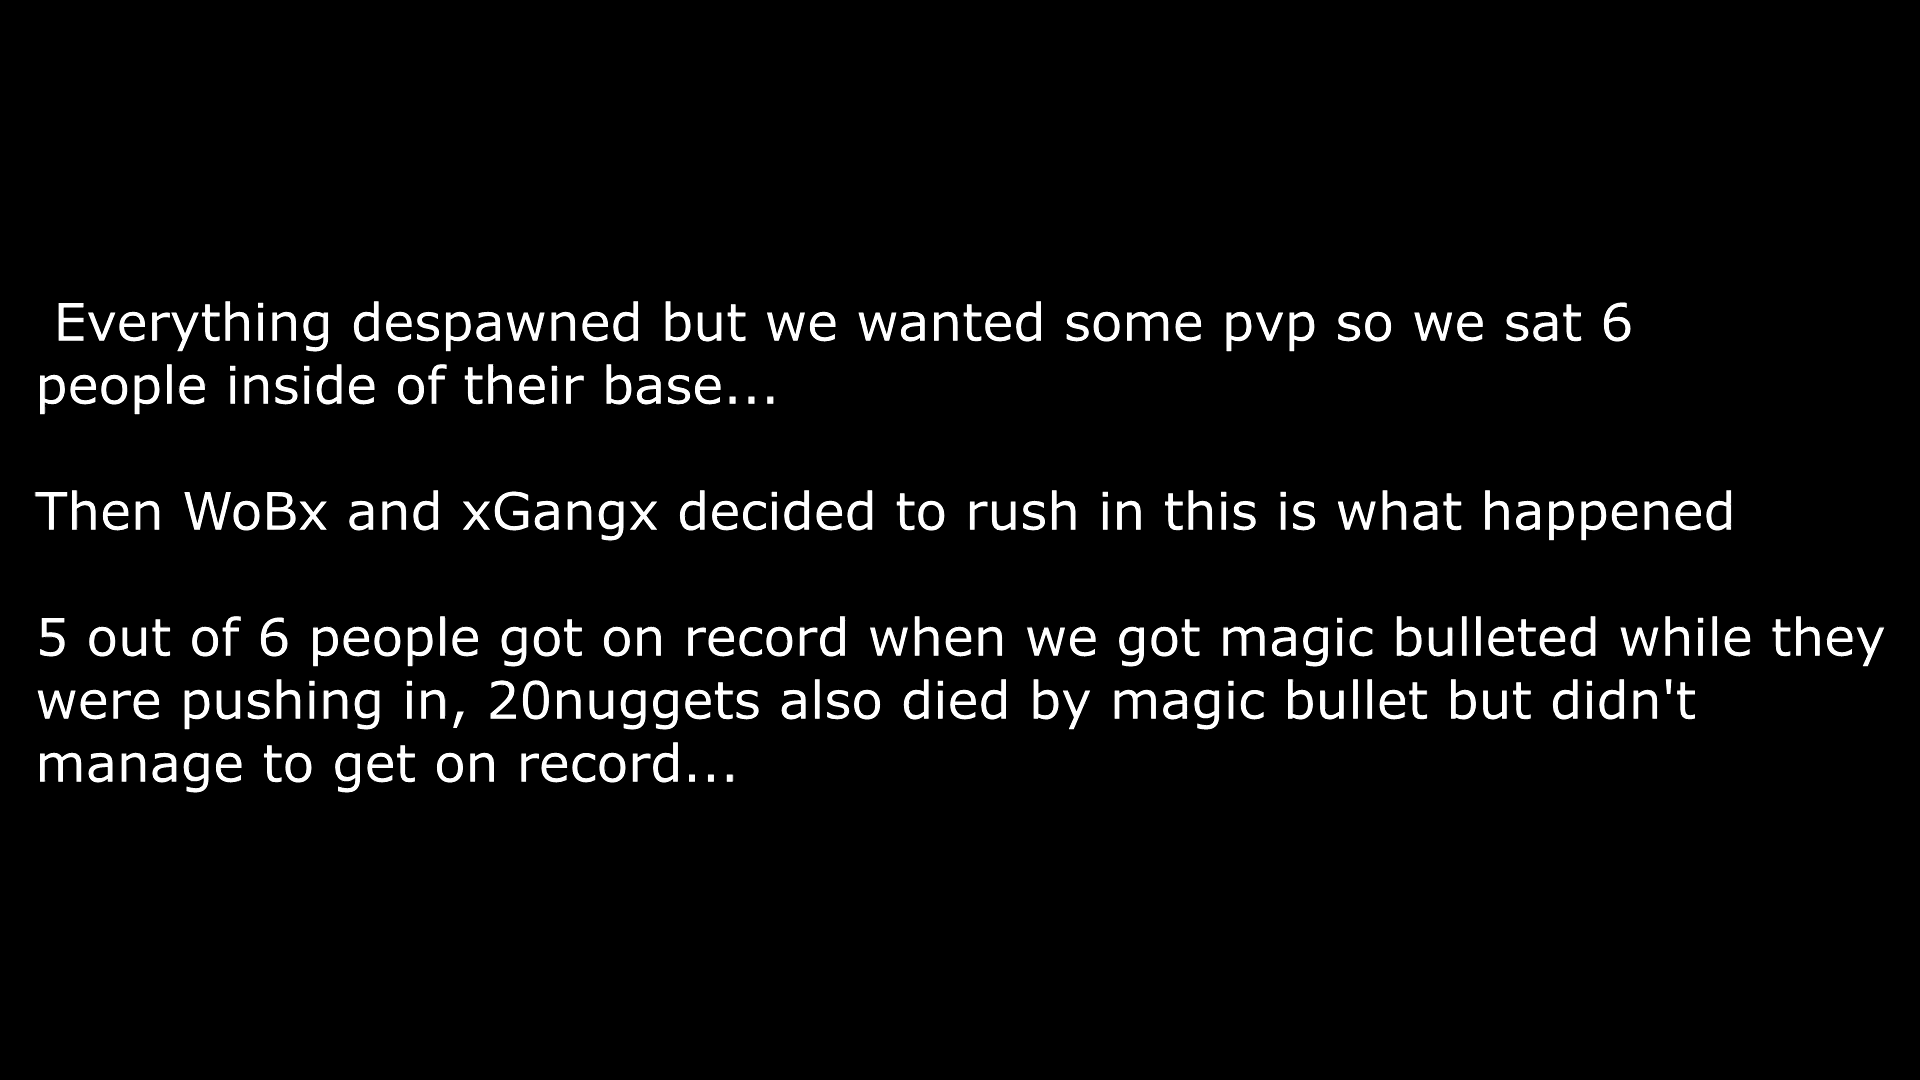 Everything despawned but we wanted some pvp so we sat 6
people inside of their base...
Then WoBx and xGangx decided to rush in this is what happened
5 out of 6 people got on record when we got magic bulleted while they
were pushing in, 20nuggets also died by magic bullet but didn't
manage to get on record...